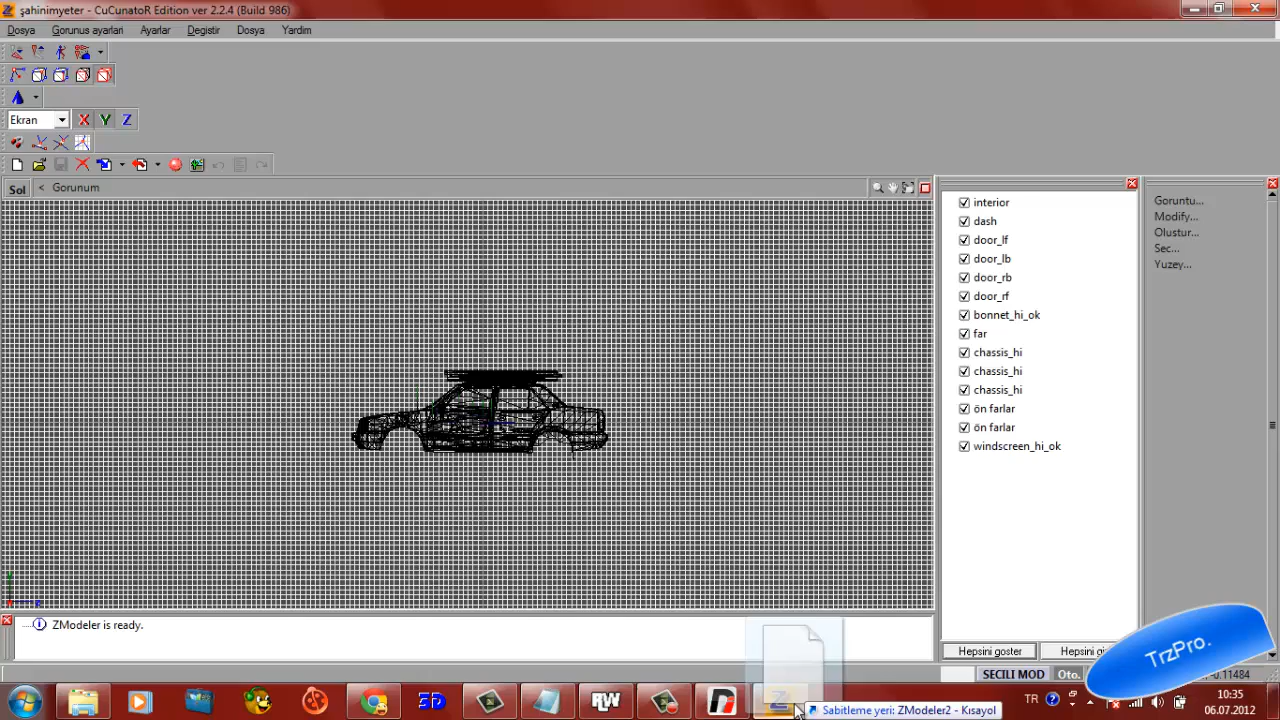 şahinimyeter - CuCunatoR Edition ver 2.2.4 (Build 986)
Dosya Gorunus ayarlari Ayarlar Degistir Dosya Yardim
Ekran X Y Z
Sol < Gorunum
interior
dash
door_lf
door_lb
door_rb
door_rf
bonnet_hi_ok
far
chassis_hi
chassis_hi
chassis_hi
ön farlar
ön farlar
windscreen_hi_ok
Goruntu...
Modify...
Olustur...
Sec...
Yuzey...
ZModeler is ready.
Hepsini goster
SECILI MOD Oto.
TrzPro.
3D RW
Sabitleme yeri: ZModeler2 - Kısayol
TR
10:35
06.07.2012